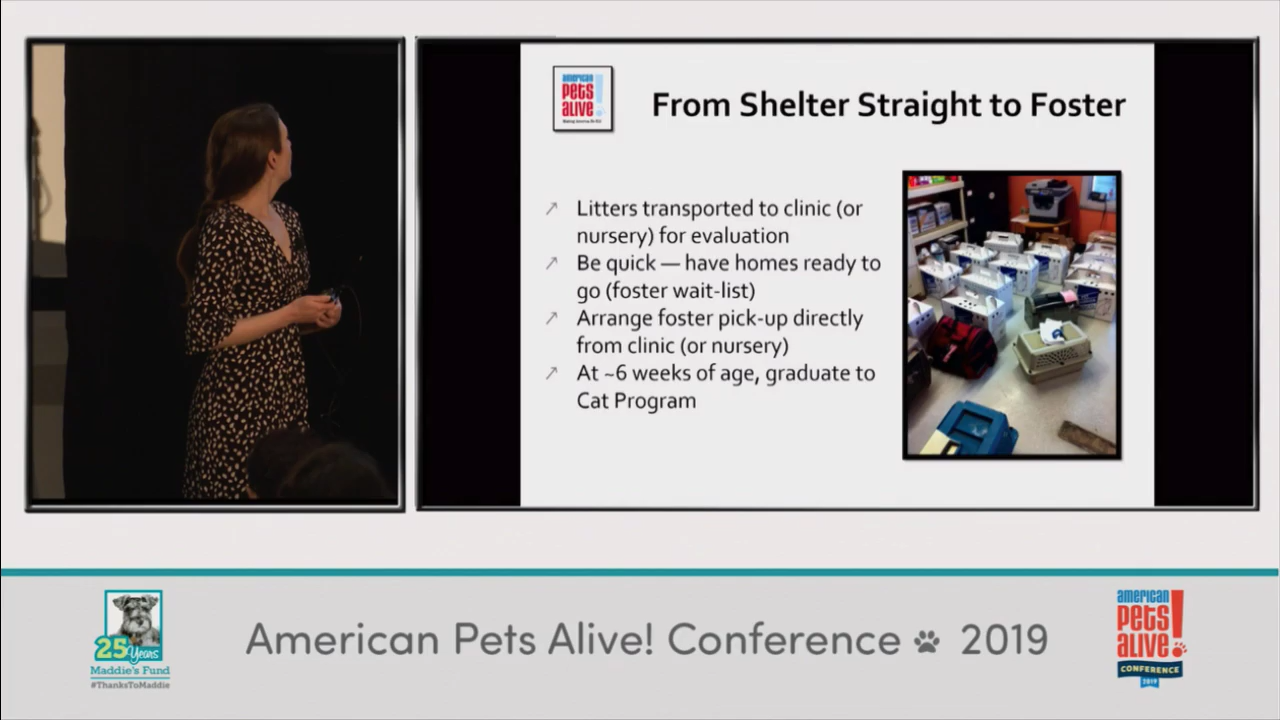 american
pets
alive!
From Shelter Straight to Foster
Litters transported to clinic (or
nursery) for evaluation
Be quick — have homes ready to
go (foster wait-list)
Arrange foster pick-up directly
from clinic (or nursery)
At ~6 weeks of age, graduate to
Cat Program
25 Years
Maddie's Fund
#ThanksToMaddie
American Pets Alive! Conference 2019
american
pets
alive!
CONFERENCE
2019